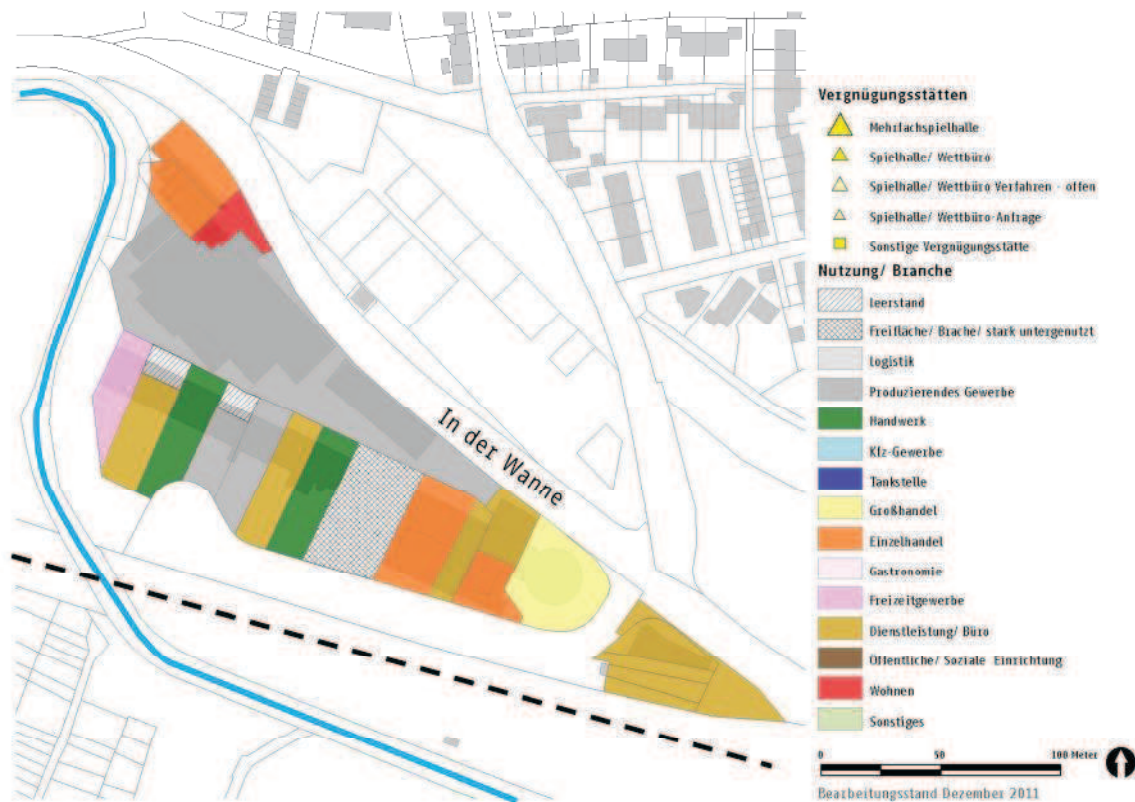 In der Wanne
Vergnügungsstätten
Mehrfachspielhalle
Spielhalle/ Wettbüro
Spielhalle/ Wettbüro Verfahren - offen
Spielhalle/ Wettbüro-Anfrage
Sonstige Vergnügungsstätte
Nutzung/ Branche
Leerstand
Freifläche/ Brache/ stark untergenutzt
Logistik
Produzierendes Gewerbe
Handwerk
Kfz-Gewerbe
Tankstelle
Großhandel
Einzelhandel
Gastronomie
Freizeitgewerbe
Dienstleistung/ Büro
Öffentliche/ Soziale Einrichtung
Wohnen
Sonstiges
0 50 100 Meter
Bearbeitungsstand Dezember 2011